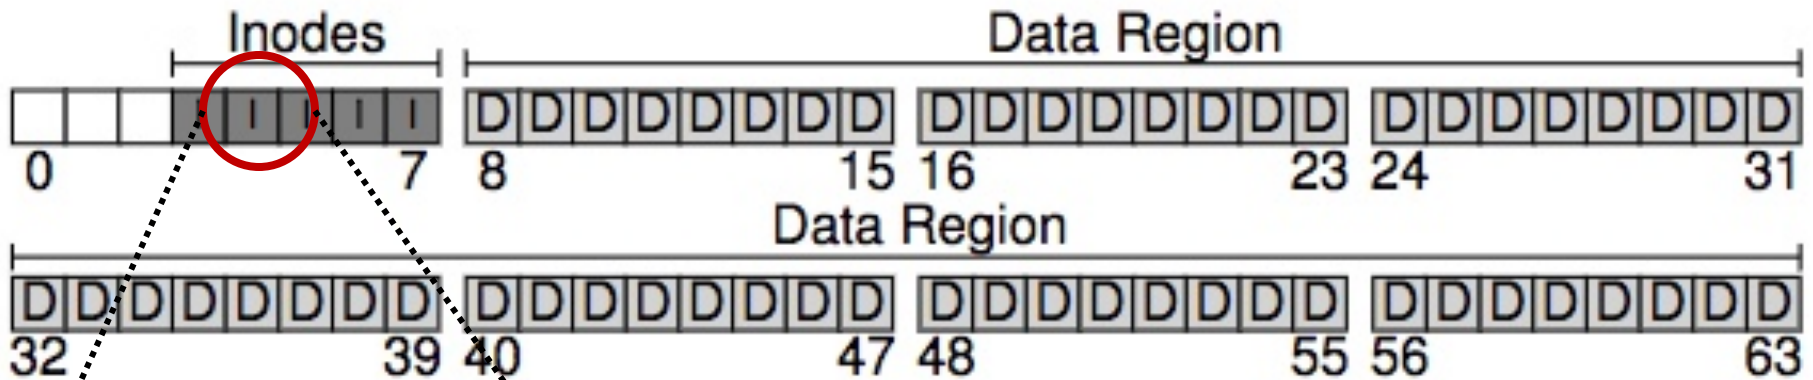 Inodes Data Region
I I I I I D D D D D D D D D D D D D D D D D D D D D D D D
0 7 8 15 16 23 24 31
Data Region
D D D D D D D D D D D D D D D D D D D D D D D D D D D D D D D D
32 39 40 47 48 55 56 63